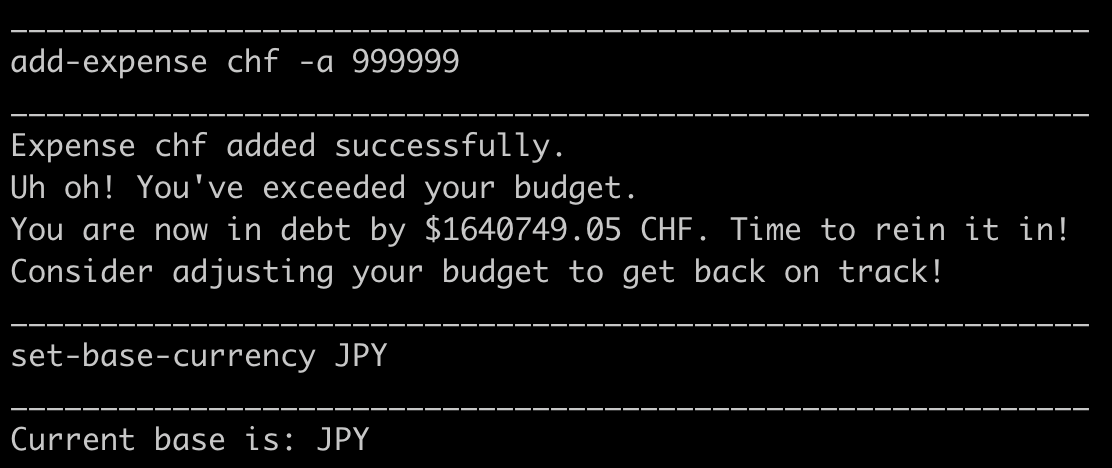 ____________________________________________________________
add-expense chf -a 999999
____________________________________________________________
Expense chf added successfully.
Uh oh! You've exceeded your budget.
You are now in debt by $1640749.05 CHF. Time to rein it in!
Consider adjusting your budget to get back on track!
____________________________________________________________
set-base-currency JPY
____________________________________________________________
Current base is: JPY